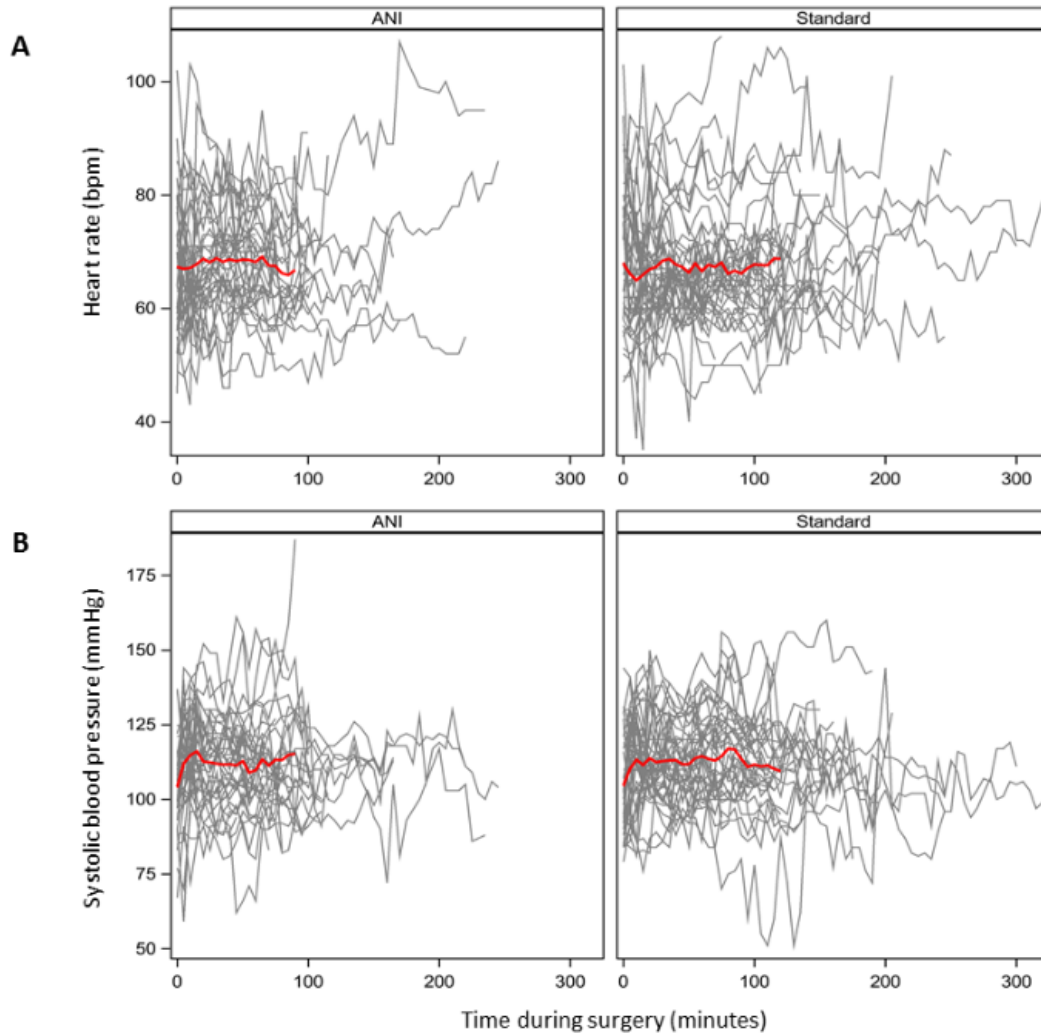 A
ANI
Standard
Heart rate (bpm)
100
80
60
40
0
100
200
300
0
100
200
300
B
ANI
Standard
Systolic blood pressure (mmHg)
175
150
125
100
75
50
0
100
200
300
0
100
200
300
Time during surgery (minutes)